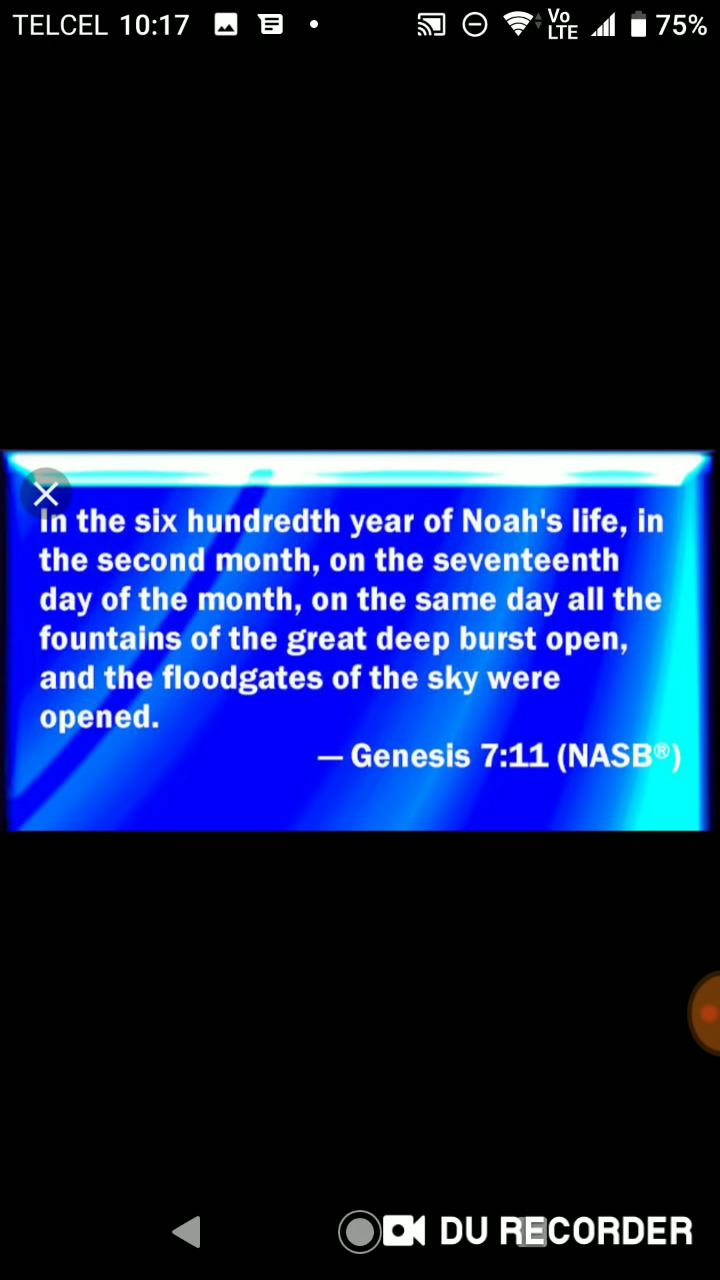 TELCEL 10:17 Vo LTE 75%
In the six hundredth year of Noah's life, in
the second month, on the seventeenth
day of the month, on the same day all the
fountains of the great deep burst open,
and the floodgates of the sky were
opened.
— Genesis 7:11 (NASB®)
DU RECORDER